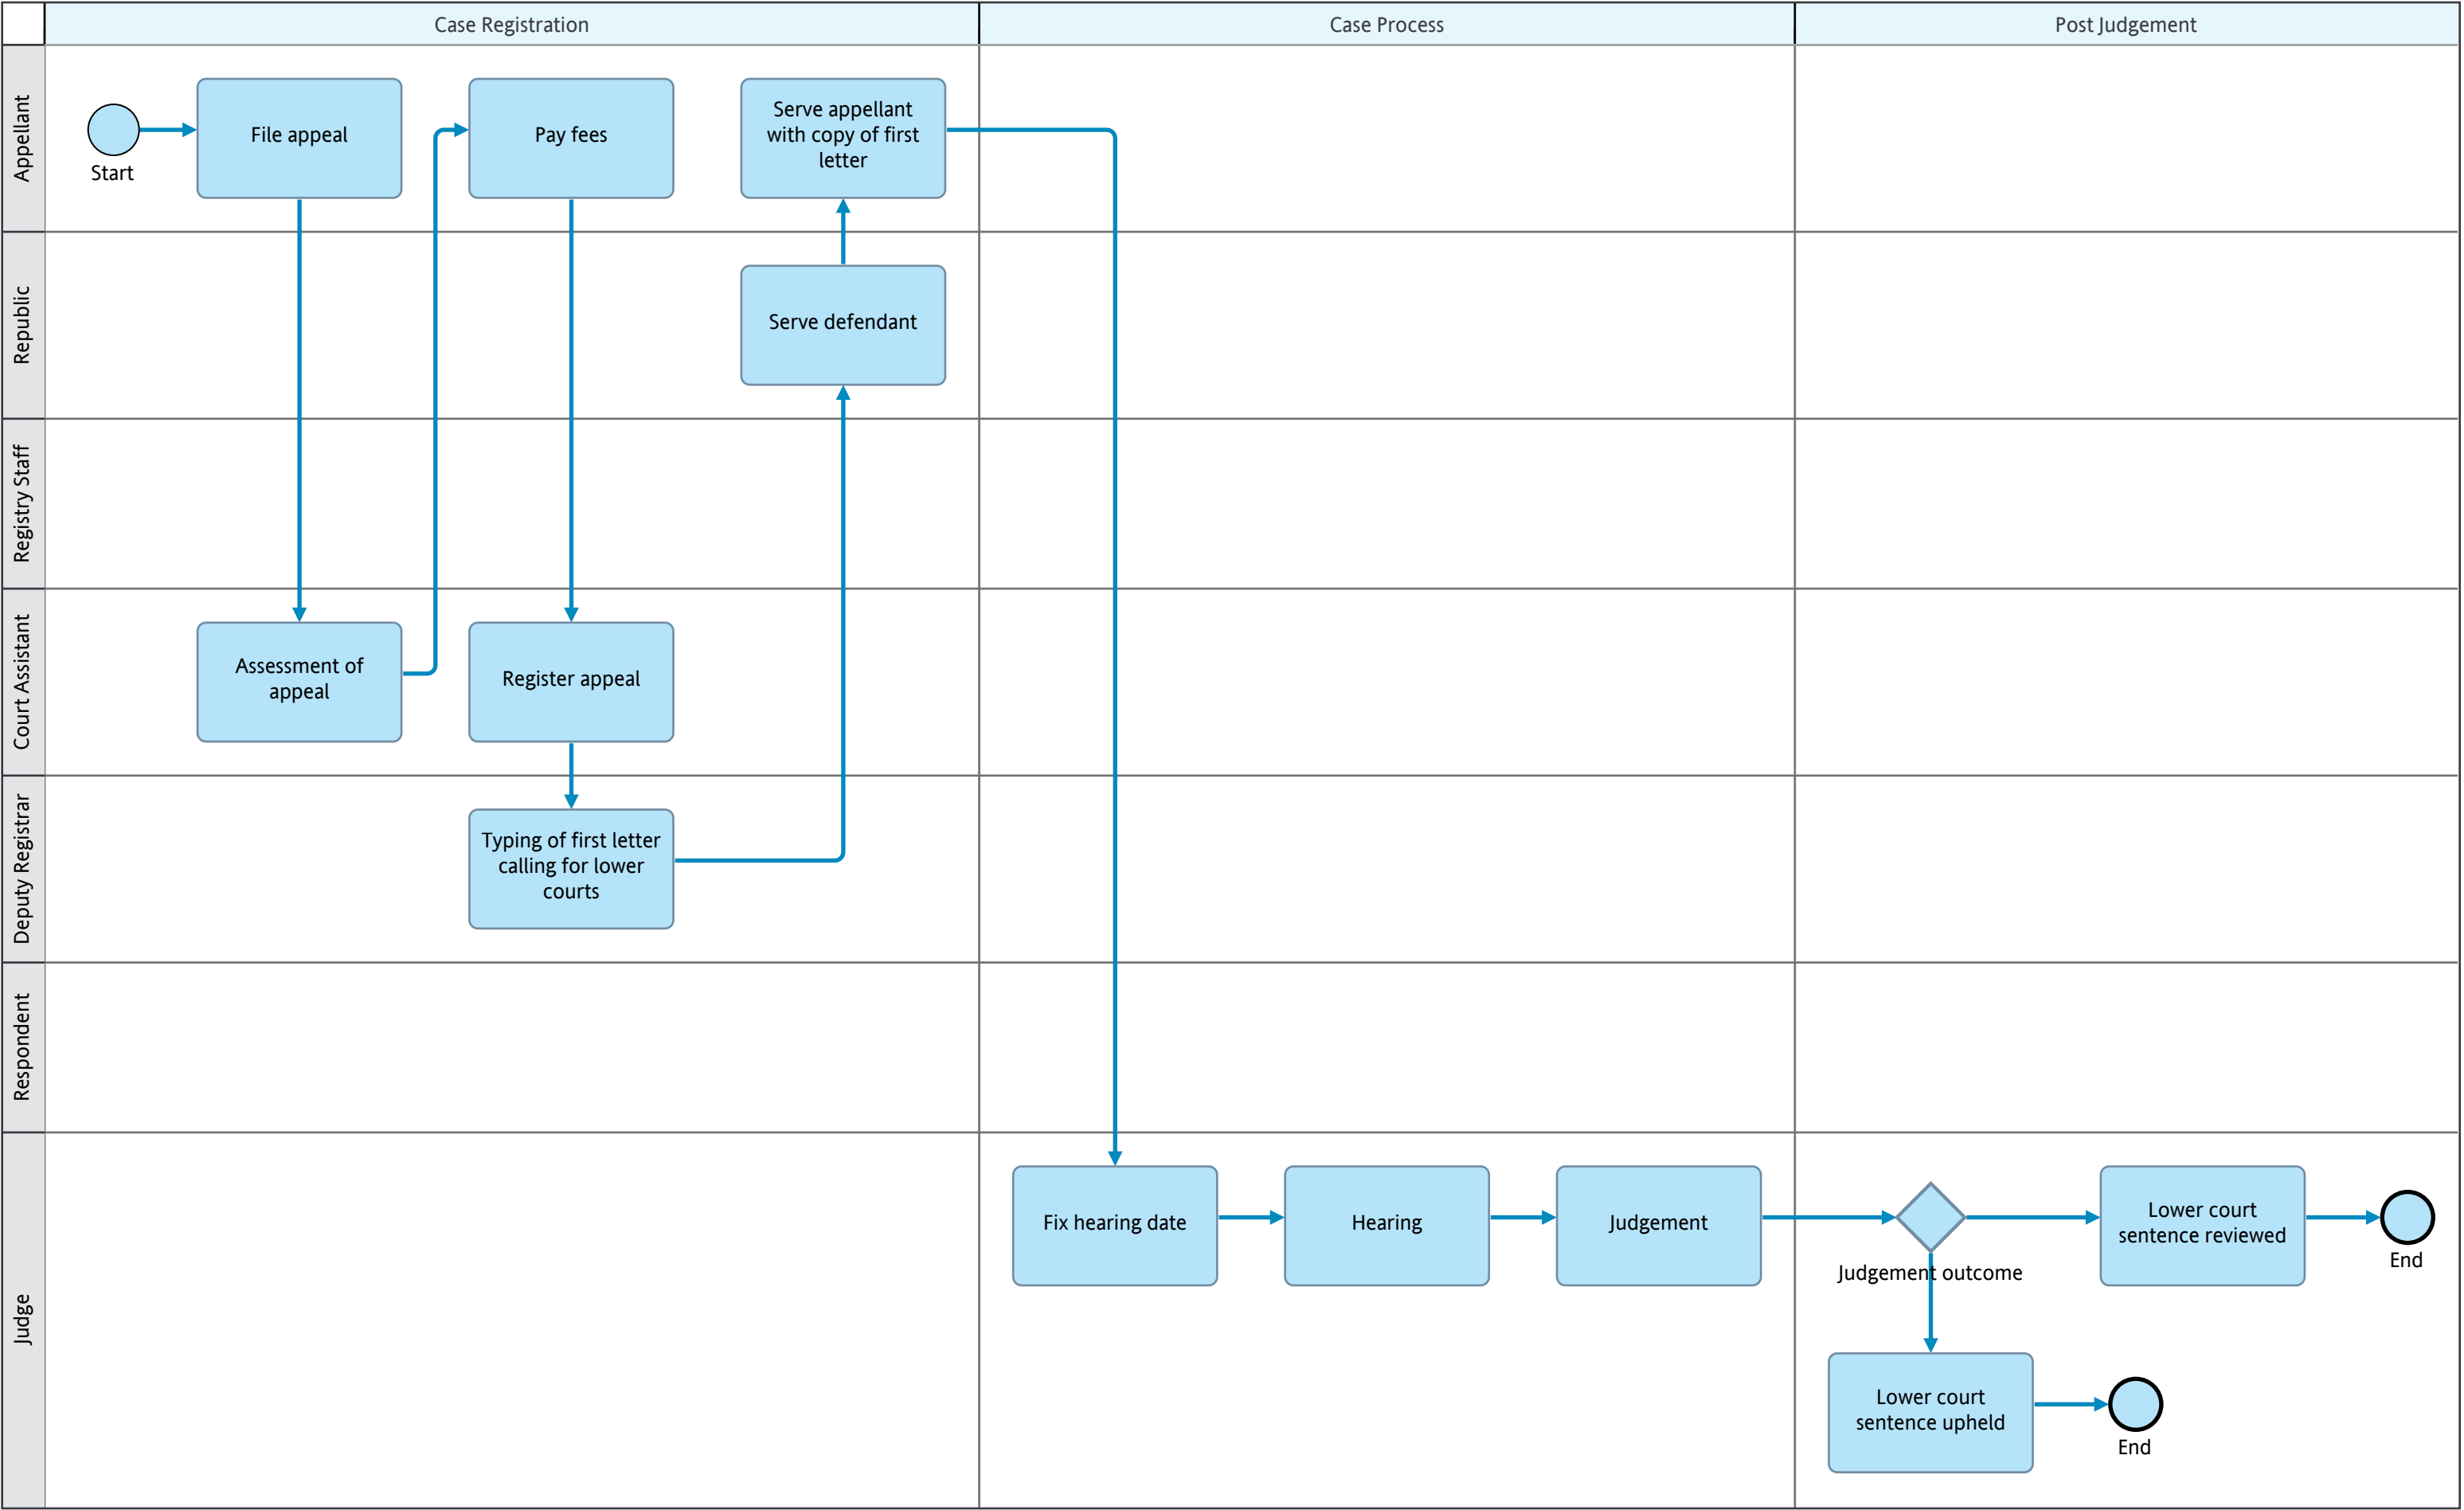 Case Registration
Case Process
Post Judgement
Appellant
Start
File appeal
Pay fees
Serve appellant
with copy of first
letter
Republic
Serve defendant
Registry Staff
Court Assistant
Assessment of
appeal
Register appeal
Deputy Registrar
Typing of first letter
calling for lower
courts
Respondent
Judge
Fix hearing date
Hearing
Judgement
Judgement outcome
Lower court
sentence reviewed
End
Lower court
sentence upheld
End